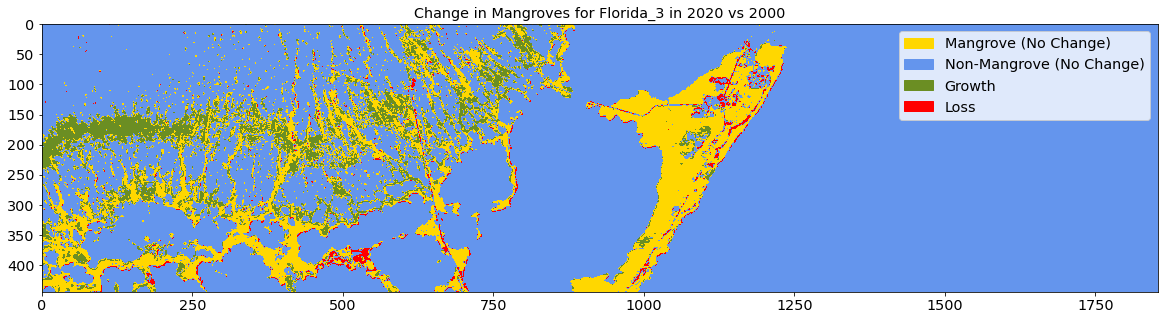 Change in Mangroves for Florida_3 in 2020 vs 2000
Mangrove (No Change)
Non-Mangrove (No Change)
Growth
Loss
0
50
100
150
200
250
300
350
400
0 250 500 750 1000 1250 1500 1750